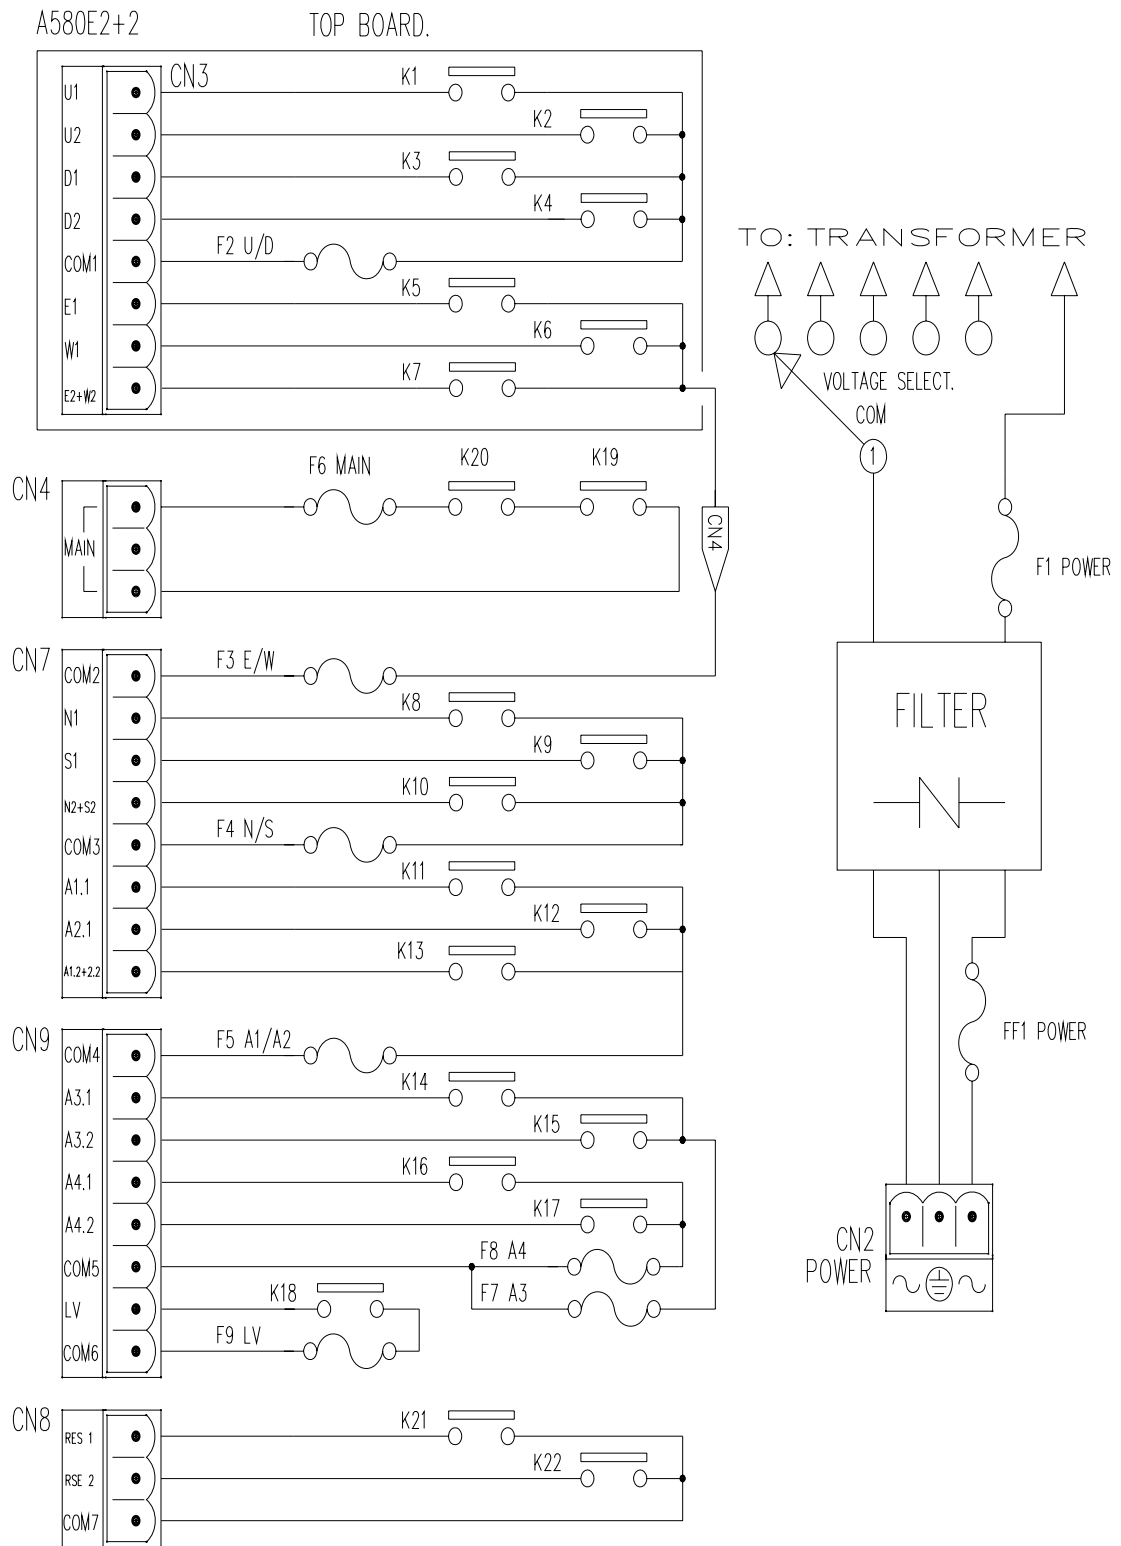 A580E2+2
TOP BOARD.
CN3
U1
K1
U2
K2
D1
K3
D2
K4
COM1
F2 U/D
E1
K5
W1
K6
E2+W2
K7
CN4
MAIN
F6 MAIN
K20
K19
CN4
CN7
COM2
F3 E/W
N1
K8
S1
K9
N2+S2
K10
COM3
F4 N/S
A1.1
K11
A2.1
K12
A1.2+2.2
K13
CN9
COM4
F5 A1/A2
A3.1
K14
A3.2
K15
A4.1
K16
A4.2
K17
COM5
F8 A4
F7 A3
LV
K18
COM6
F9 LV
CN8
RES 1
K21
RSE 2
K22
COM7
TO: TRANSFORMER
VOLTAGE SELECT.
COM
1
F1 POWER
FILTER
FF1 POWER
CN2
POWER